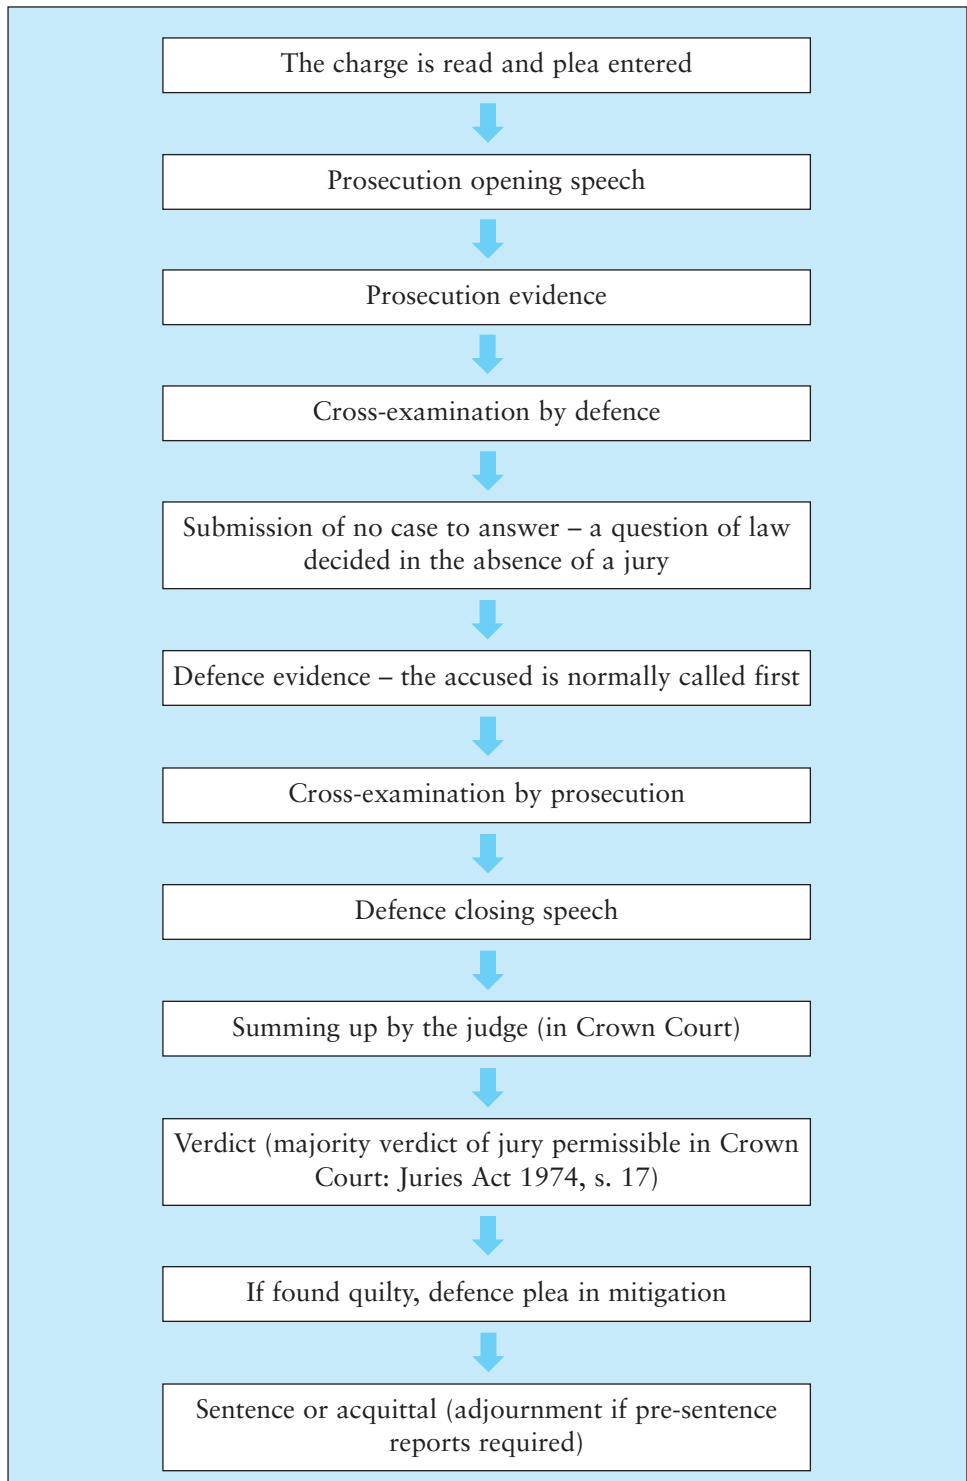 The charge is read and plea entered
Prosecution opening speech
Prosecution evidence
Cross-examination by defence
Submission of no case to answer – a question of law
decided in the absence of a jury
Defence evidence – the accused is normally called first
Cross-examination by prosecution
Defence closing speech
Summing up by the judge (in Crown Court)
Verdict (majority verdict of jury permissible in Crown
Court: Juries Act 1974, s. 17)
If found quilty, defence plea in mitigation
Sentence or acquittal (adjournment if pre-sentence
reports required)